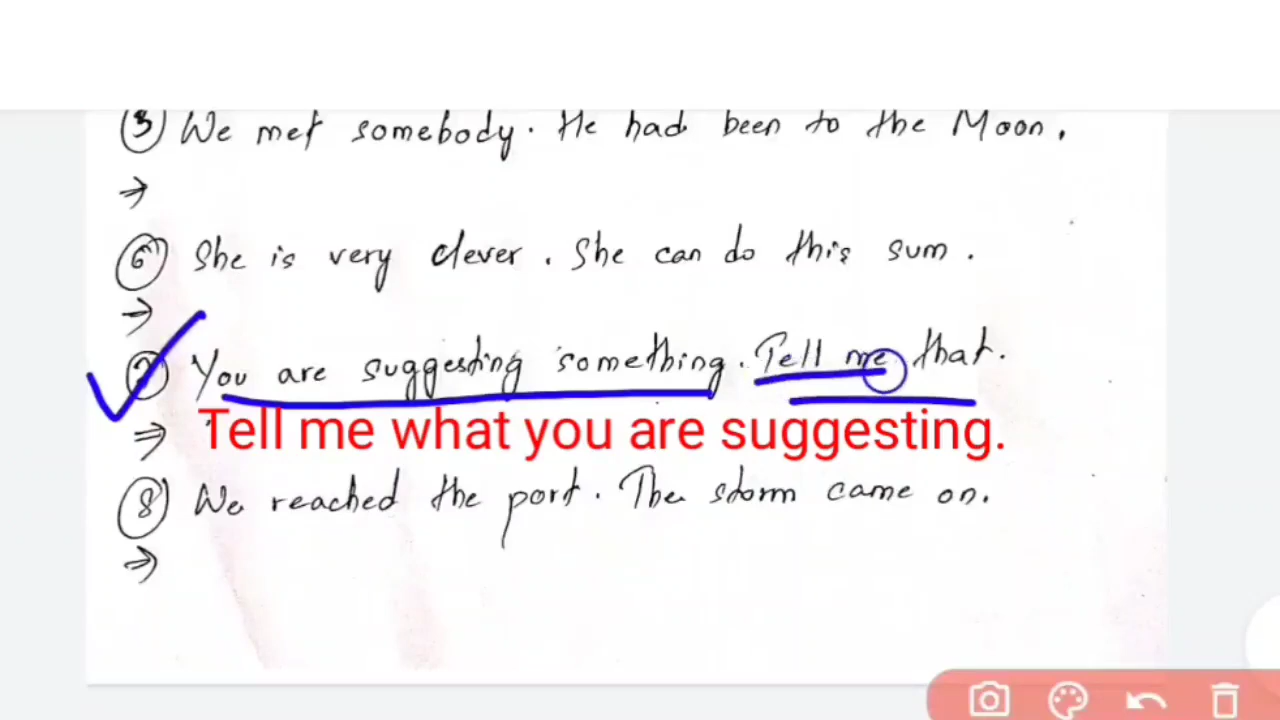 (5) We met somebody. He had been to the Moon.
⇒
(6) She is very clever. She can do this sum.
⇒
(7) You are suggesting something. Tell me that.
⇒ Tell me what you are suggesting.
(8) We reached the port. The storm came on.
⇒